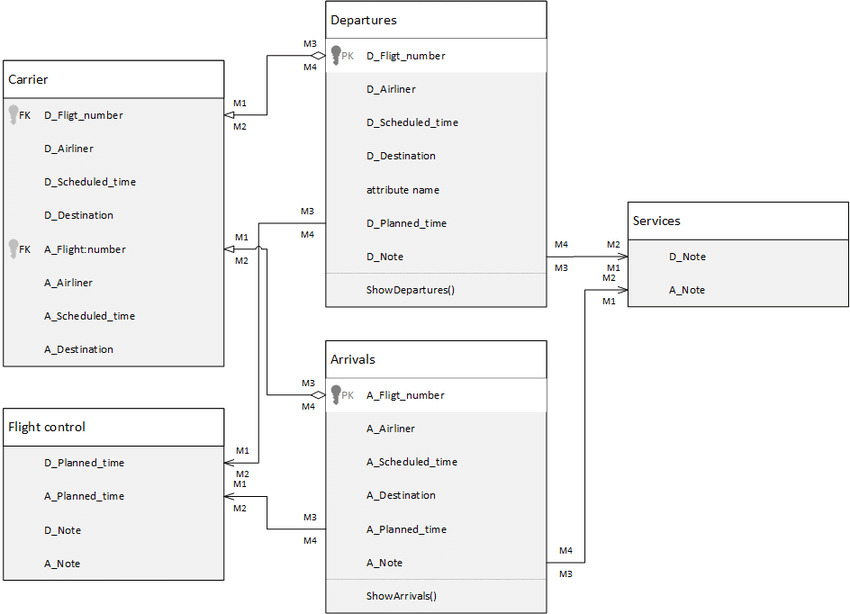 Departures
PK D_Fligt_number
D_Airliner
D_Scheduled_time
D_Destination
attribute name
D_Planned_time
D_Note
ShowDepartures()
M3
M4
M1
M2
M3
M4
Carrier
FK D_Fligt_number
D_Airliner
D_Scheduled_time
D_Destination
FK A_Flight:number
A_Airliner
A_Scheduled_time
A_Destination
M1
M2
M3
M4
Services
D_Note
A_Note
M4
M3
M2
M1
M2
M1
Arrivals
PK A_Fligt_number
A_Airliner
A_Scheduled_time
A_Destination
A_Planned_time
A_Note
ShowArrivals()
M4
M3
Flight control
D_Planned_time
A_Planned_time
D_Note
A_Note
M1
M2
M1
M2
M3
M4